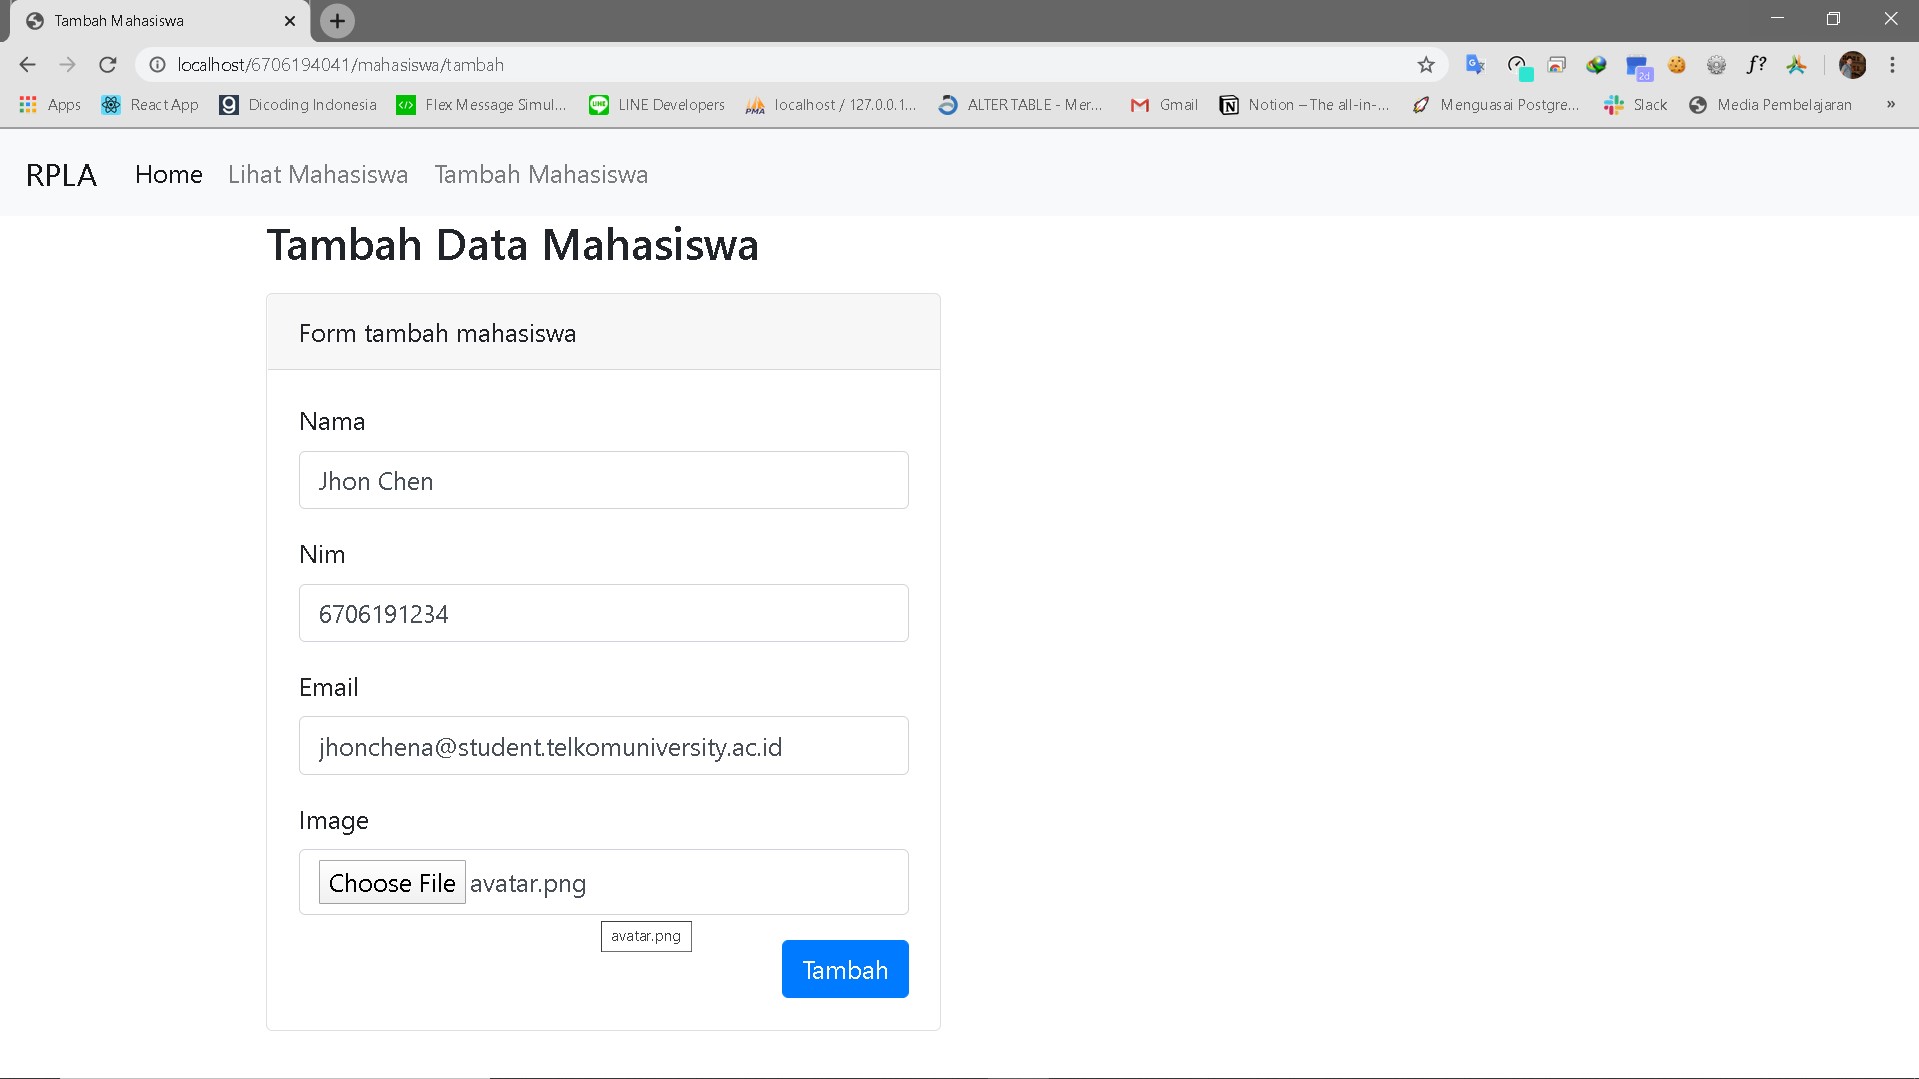 Tambah Mahasiswa
localhost/6706194041/mahasiswa/tambah
2d
f?
Apps React App Dicoding Indonesia Flex Message Simul... LINE Developers localhost / 127.0.0.1... ALTER TABLE - Mer... Gmail Notion – The all-in-... Menguasai Postgre... Slack Media Pembelajaran »
RPLA Home Lihat Mahasiswa Tambah Mahasiswa
Tambah Data Mahasiswa
Form tambah mahasiswa
Nama
Jhon Chen
Nim
6706191234
Email
jhonchena@student.telkomuniversity.ac.id
Image
Choose File avatar.png
avatar.png
Tambah